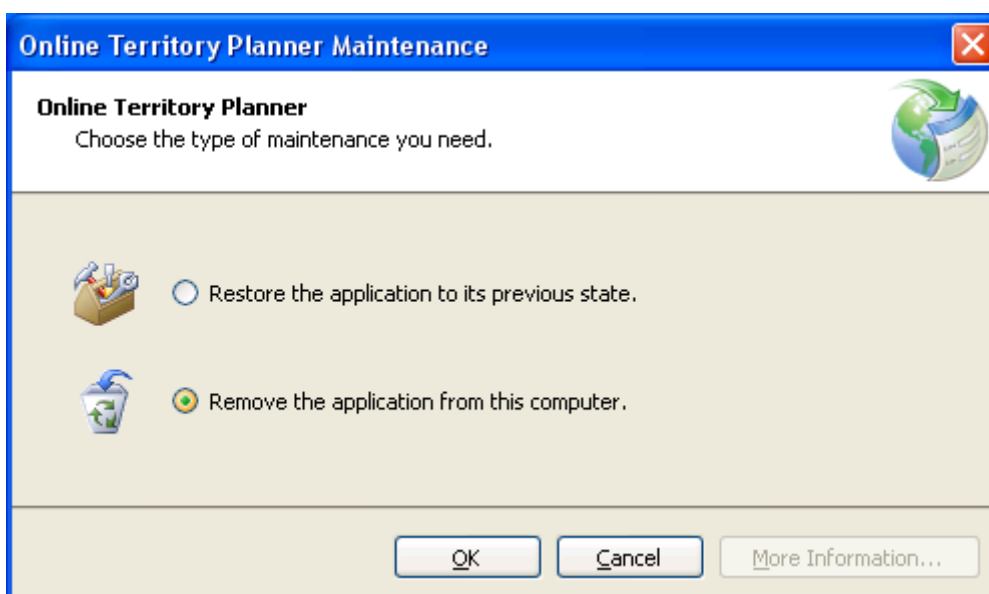 Online Territory Planner Maintenance
Online Territory Planner
Choose the type of maintenance you need.
Restore the application to its previous state.
Remove the application from this computer.
OK Cancel More Information...